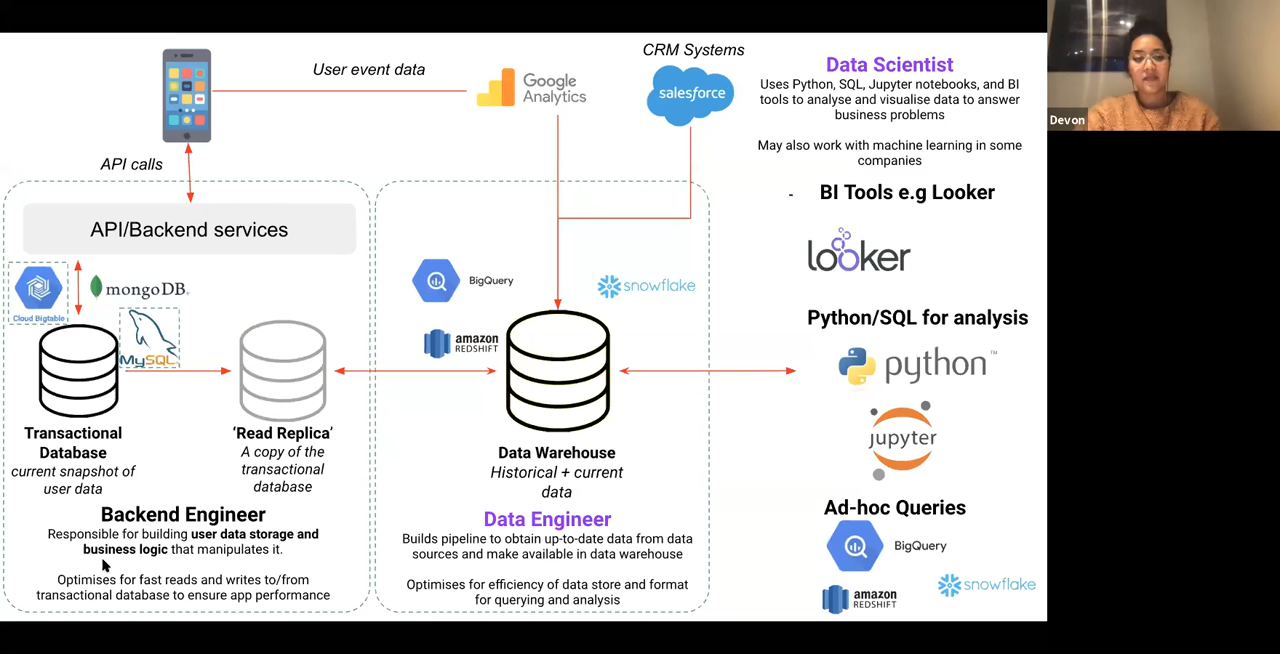 User event data
Google
Analytics
CRM Systems
salesforce
API calls
API/Backend services
Cloud Bigtable
mongoDB
MySQL
Transactional
Database
current snapshot of
user data
‘Read Replica’
A copy of the
transactional
database
Backend Engineer
Responsible for building user data storage and
business logic that manipulates it.
Optimises for fast reads and writes to/from
transactional database to ensure app performance
BigQuery
snowflake
amazon
REDSHIFT
Data Warehouse
Historical + current
data
Data Engineer
Builds pipeline to obtain up-to-date data from data
sources and make available in data warehouse
Optimises for efficiency of data store and format
for querying and analysis
Data Scientist
Uses Python, SQL, Jupyter notebooks, and BI
tools to analyse and visualise data to answer
business problems
May also work with machine learning in some
companies
- BI Tools e.g Looker
looker
Python/SQL for analysis
python™
jupyter
Ad-hoc Queries
BigQuery
amazon
REDSHIFT
snowflake
Devon